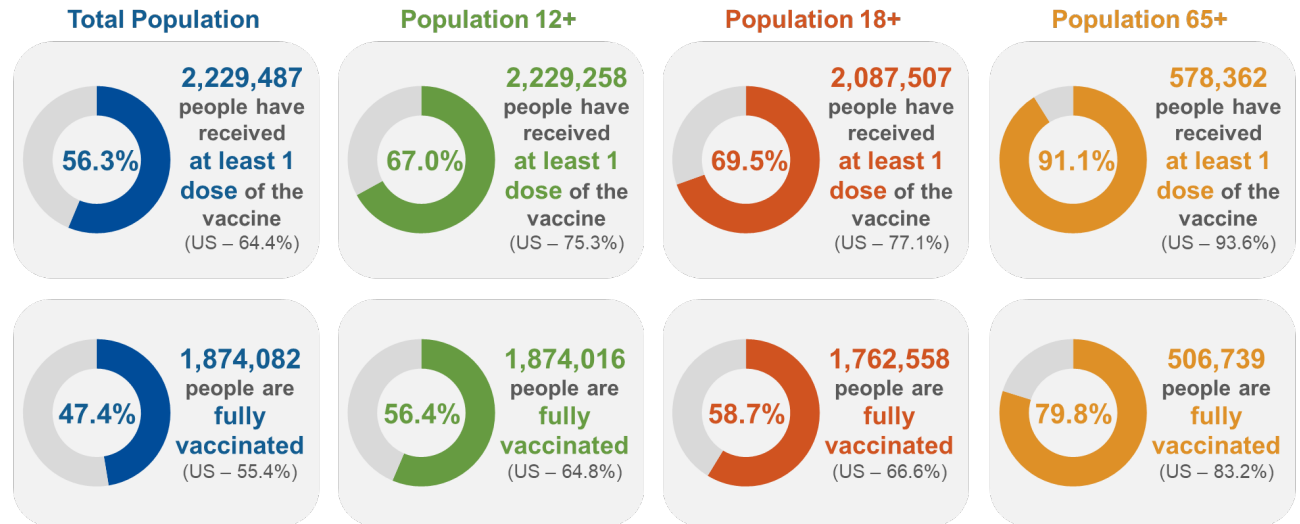 Total Population
56.3%
2,229,487
people have
received
at least 1
dose of the
vaccine
(US – 64.4%)
47.4%
1,874,082
people are
fully
vaccinated
(US – 55.4%)
Population 12+
67.0%
2,229,258
people have
received
at least 1
dose of the
vaccine
(US – 75.3%)
56.4%
1,874,016
people are
fully
vaccinated
(US – 64.8%)
Population 18+
69.5%
2,087,507
people have
received
at least 1
dose of the
vaccine
(US – 77.1%)
58.7%
1,762,558
people are
fully
vaccinated
(US – 66.6%)
Population 65+
91.1%
578,362
people have
received
at least 1
dose of the
vaccine
(US – 93.6%)
79.8%
506,739
people are
fully
vaccinated
(US – 83.2%)